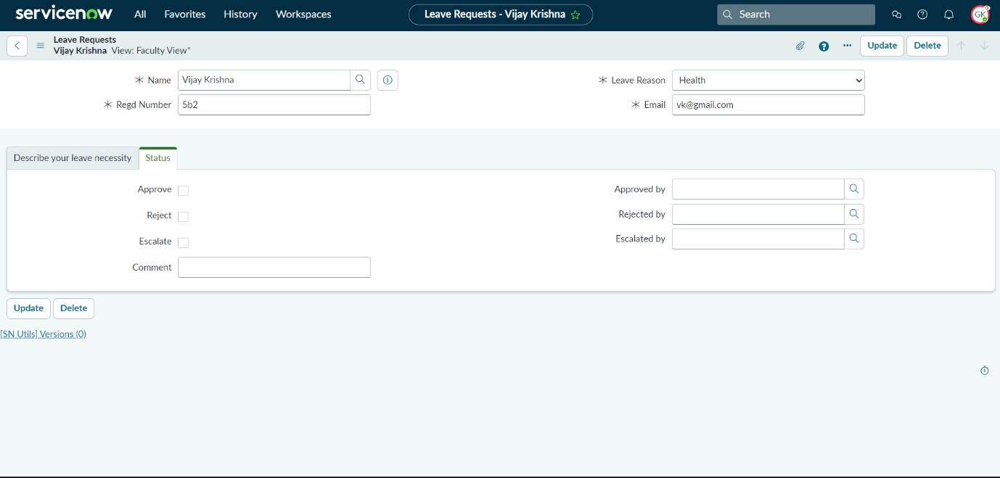 servicenow All Favorites History Workspaces Leave Requests - Vijay Krishna Search GK
Leave Requests
Vijay Krishna View: Faculty View*
Update Delete
* Name Vijay Krishna
* Leave Reason Health
* Regd Number 5b2
* Email vk@gmail.com
Describe your leave necessity Status
Approve
Approved by
Reject
Rejected by
Escalate
Escalated by
Comment
Update Delete
[SN Utils] Versions (0)